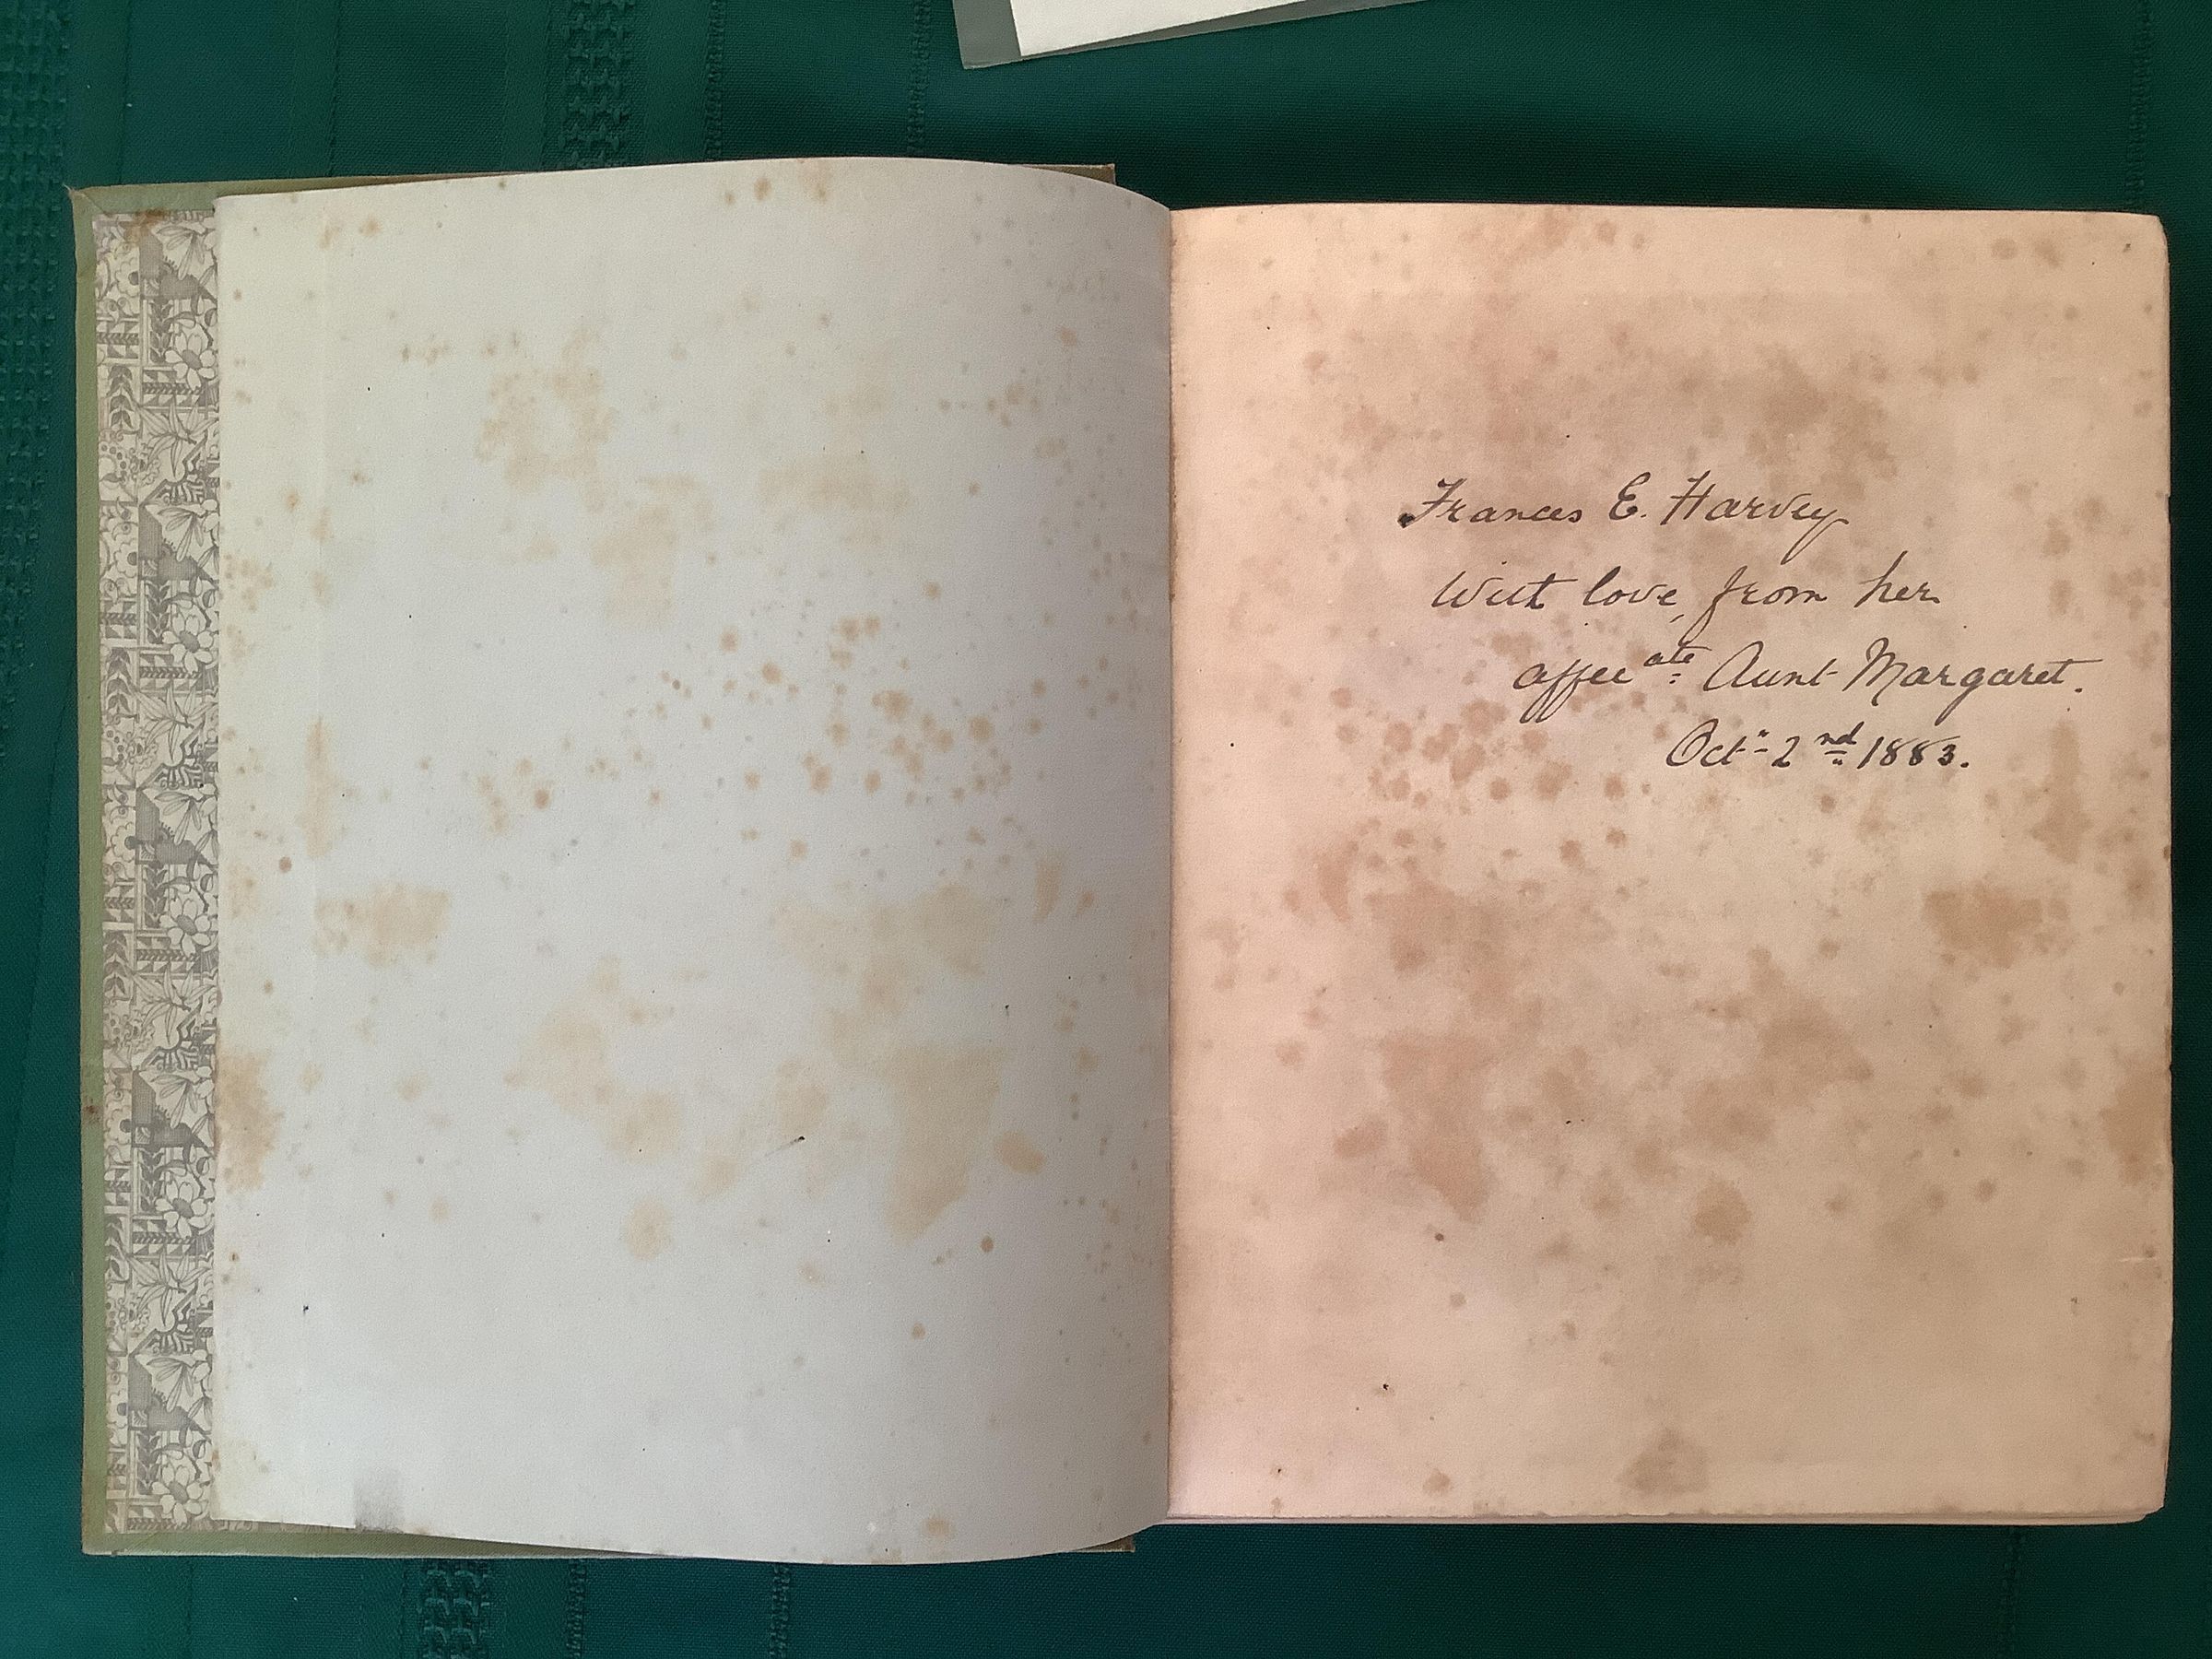 Frances E. Harvey
With love, from her
affec ate Aunt Margaret.
Oct 2nd 1883.